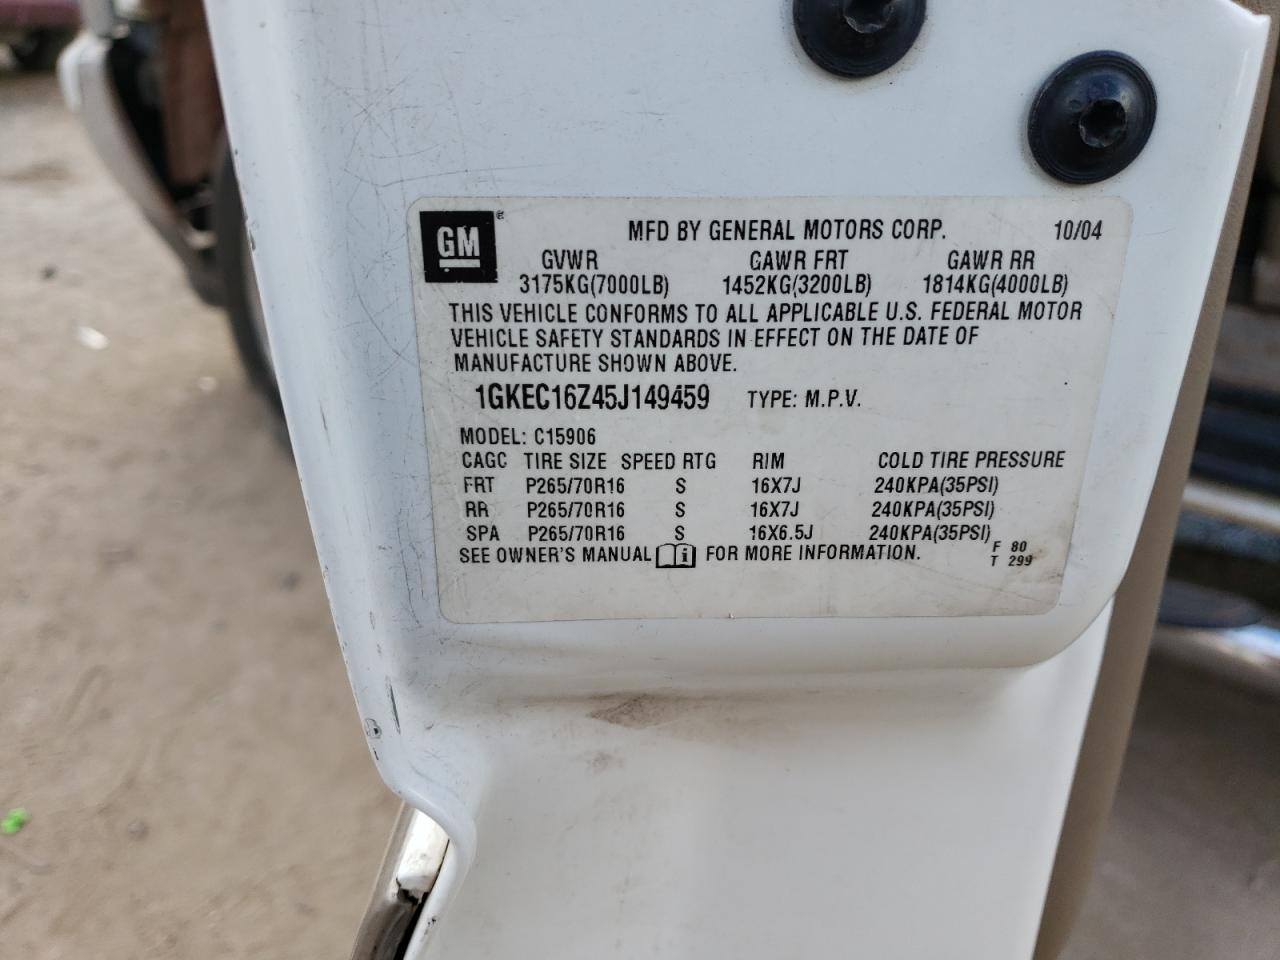 GM® MFD BY GENERAL MOTORS CORP. 10/04
GVWR GAWR FRT GAWR RR
3175KG(7000LB) 1452KG(3200LB) 1814KG(4000LB)
THIS VEHICLE CONFORMS TO ALL APPLICABLE U.S. FEDERAL MOTOR
VEHICLE SAFETY STANDARDS IN EFFECT ON THE DATE OF
MANUFACTURE SHOWN ABOVE.
1GKEC16Z45J149459 TYPE: M.P.V.
MODEL: C15906
CAGC TIRE SIZE SPEED RTG RIM COLD TIRE PRESSURE
FRT P265/70R16 S 16X7J 240KPA(35PSI)
RR P265/70R16 S 16X7J 240KPA(35PSI)
SPA P265/70R16 S 16X6.5J 240KPA(35PSI)
SEE OWNER'S MANUAL i FOR MORE INFORMATION. F 80
T 299